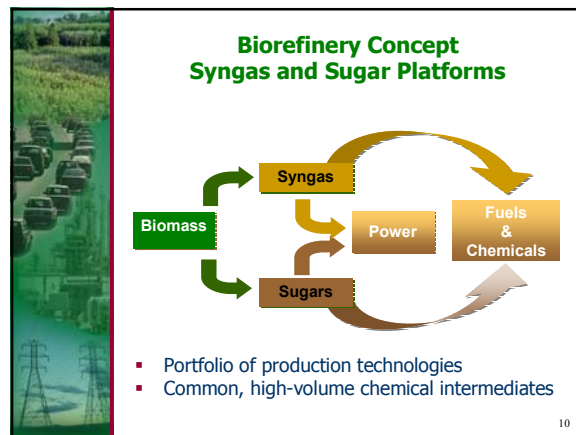 Biorefinery Concept
Syngas and Sugar Platforms
Syngas
Biomass
Power
Fuels
&
Chemicals
Sugars
▪ Portfolio of production technologies
▪ Common, high-volume chemical intermediates
10